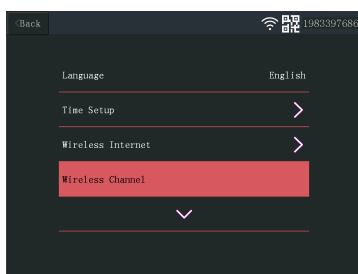 <Back
1983397686
Language English
Time Setup
Wireless Internet
Wireless Channel